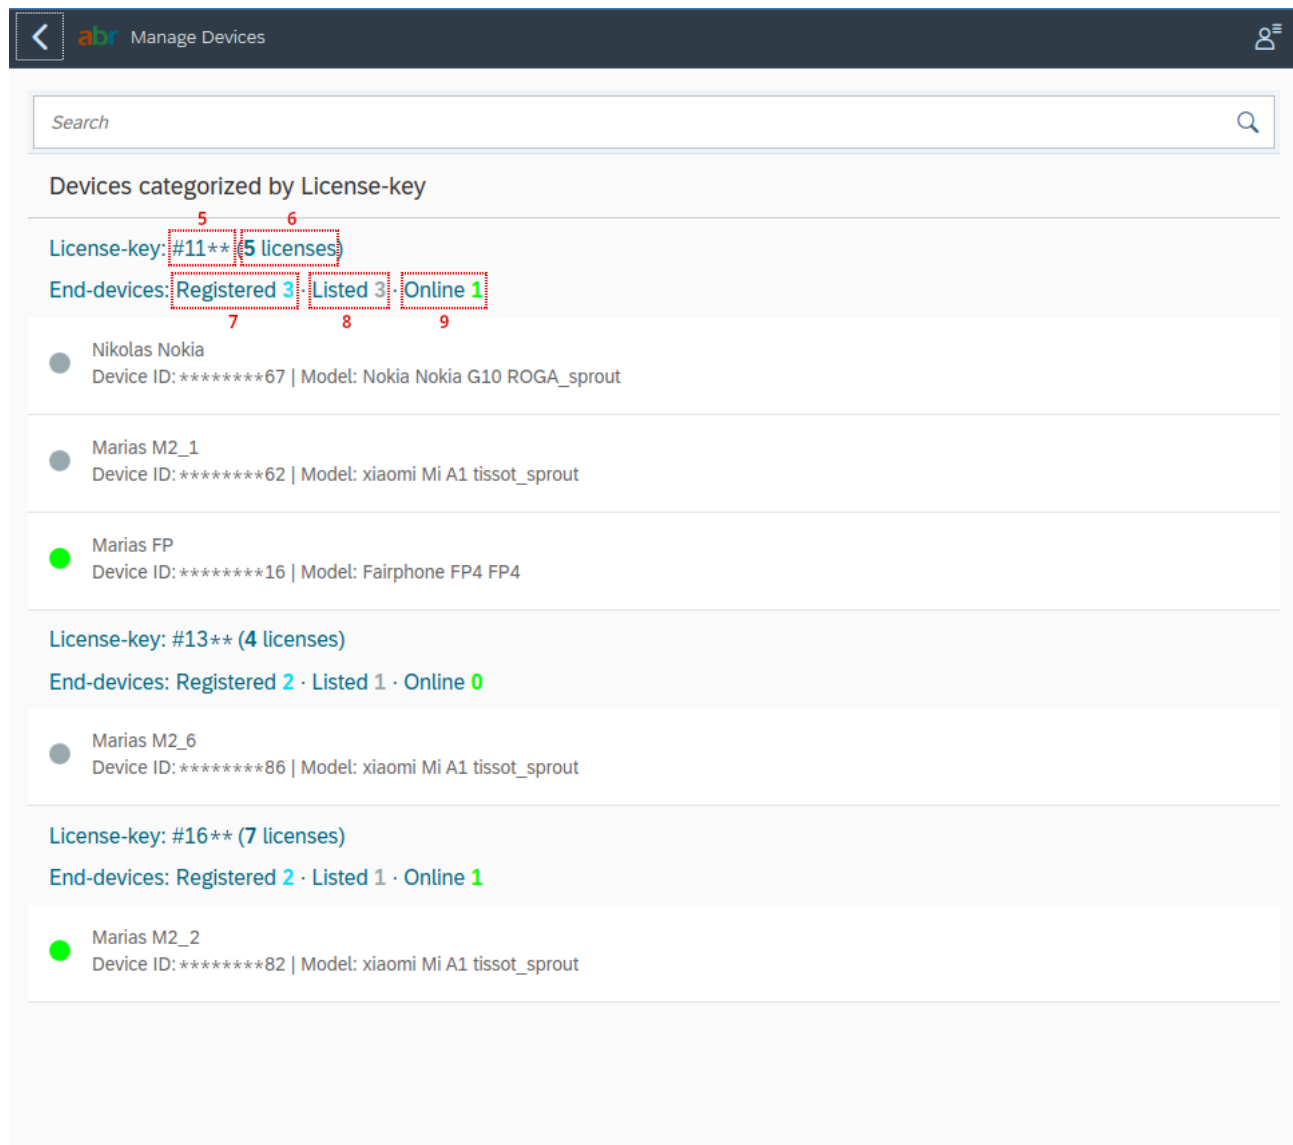 abr Manage Devices
Search
Devices categorized by License-key
5 6
License-key: #11** (5 licenses)
End-devices: Registered 3 · Listed 3 · Online 1
7 8 9
Nikolas Nokia
Device ID: ********67 | Model: Nokia Nokia G10 ROGA_sprout
Marias M2_1
Device ID: ********62 | Model: xiaomi Mi A1 tissot_sprout
Marias FP
Device ID: ********16 | Model: Fairphone FP4 FP4
License-key: #13** (4 licenses)
End-devices: Registered 2 · Listed 1 · Online 0
Marias M2_6
Device ID: ********86 | Model: xiaomi Mi A1 tissot_sprout
License-key: #16** (7 licenses)
End-devices: Registered 2 · Listed 1 · Online 1
Marias M2_2
Device ID: ********82 | Model: xiaomi Mi A1 tissot_sprout